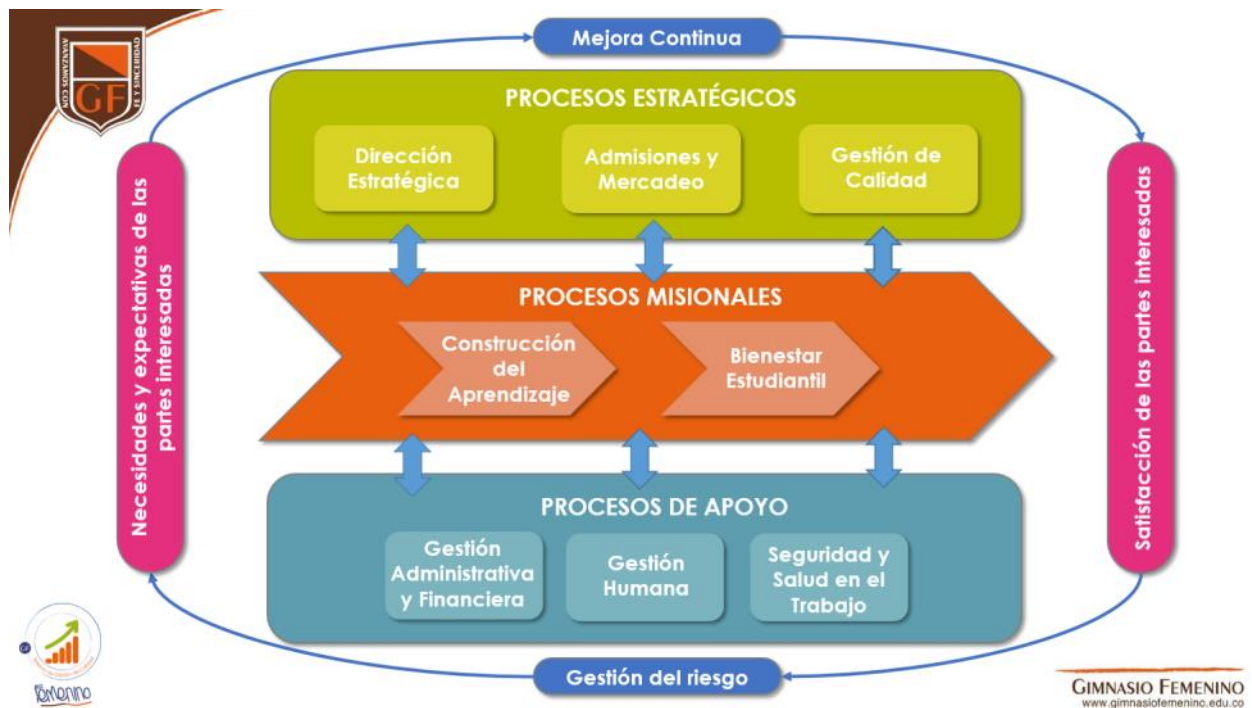 AVANZAMOS CON
FE Y SINCERIDAD
GF
Mejora Continua
PROCESOS ESTRATÉGICOS
Dirección
Estratégica
Admisiones y
Mercadeo
Gestión de
Calidad
Necesidades y expectativas de las
partes interesadas
PROCESOS MISIONALES
Construcción
del
Aprendizaje
Bienestar
Estudiantil
Satisfacción de las partes interesadas
PROCESOS DE APOYO
Gestión
Administrativa
y Financiera
Gestión
Humana
Seguridad y
Salud en el
Trabajo
Gestión del riesgo
femenino
GIMNASIO FEMENINO
www.gimnasiofemenino.edu.co